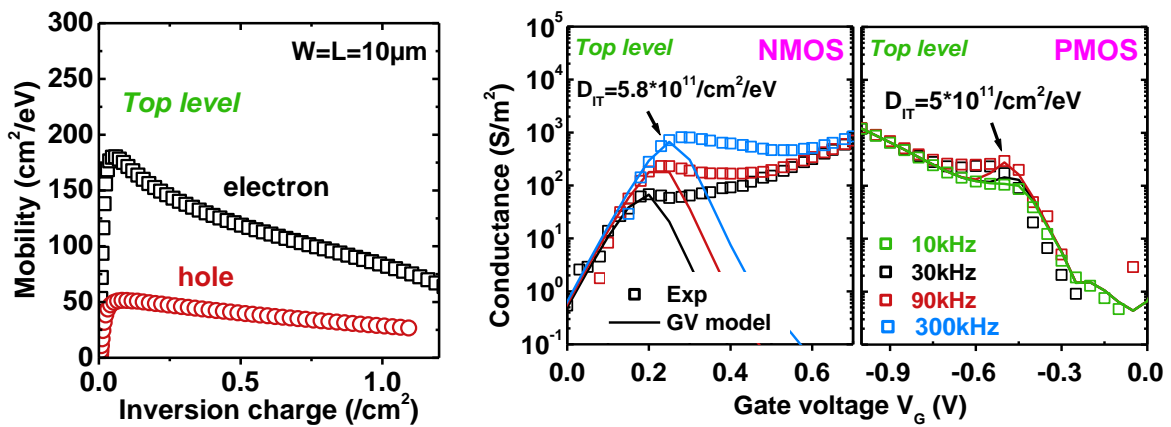 300
250
200
150
100
50
0
Mobility (cm²/eV)
W=L=10µm
Top level
electron
hole
0.0
0.5
1.0
Inversion charge (/cm²)
Conductance (S/m²)
10⁵
10⁴
10³
10²
10¹
10⁰
10⁻¹
Top level
NMOS
D_IT=5.8*10¹¹/cm²/eV
Exp
GV model
0.0
0.2
0.4
0.6
Top level
PMOS
D_IT=5*10¹¹/cm²/eV
10kHz
30kHz
90kHz
300kHz
-0.9
-0.6
-0.3
0.0
Gate voltage V_G (V)